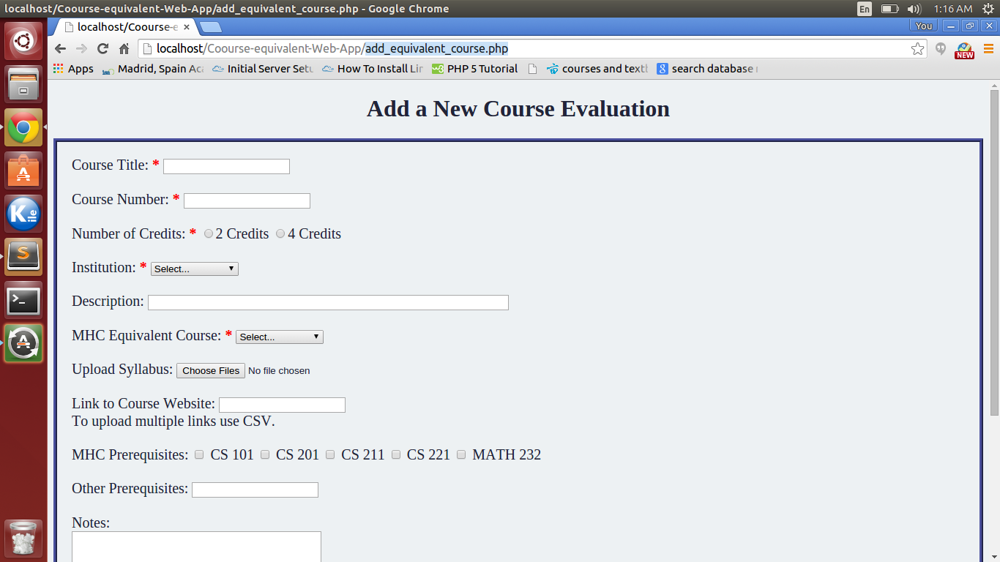 localhost/Coourse-equivalent-Web-App/add_equivalent_course.php - Google Chrome
En
1:16 AM
localhost/Coourse-e
You
localhost/Coourse-equivalent-Web-App/add_equivalent_course.php
NEW
Apps Madrid, Spain Aca Initial Server Setu How To Install Lin PHP 5 Tutorial courses and textb search database
Add a New Course Evaluation
Course Title: *
Course Number: *
Number of Credits: * 2 Credits 4 Credits
Institution: * Select...
Description:
MHC Equivalent Course: * Select...
Upload Syllabus: Choose Files No file chosen
Link to Course Website:
To upload multiple links use CSV.
MHC Prerequisites: CS 101 CS 201 CS 211 CS 221 MATH 232
Other Prerequisites:
Notes: